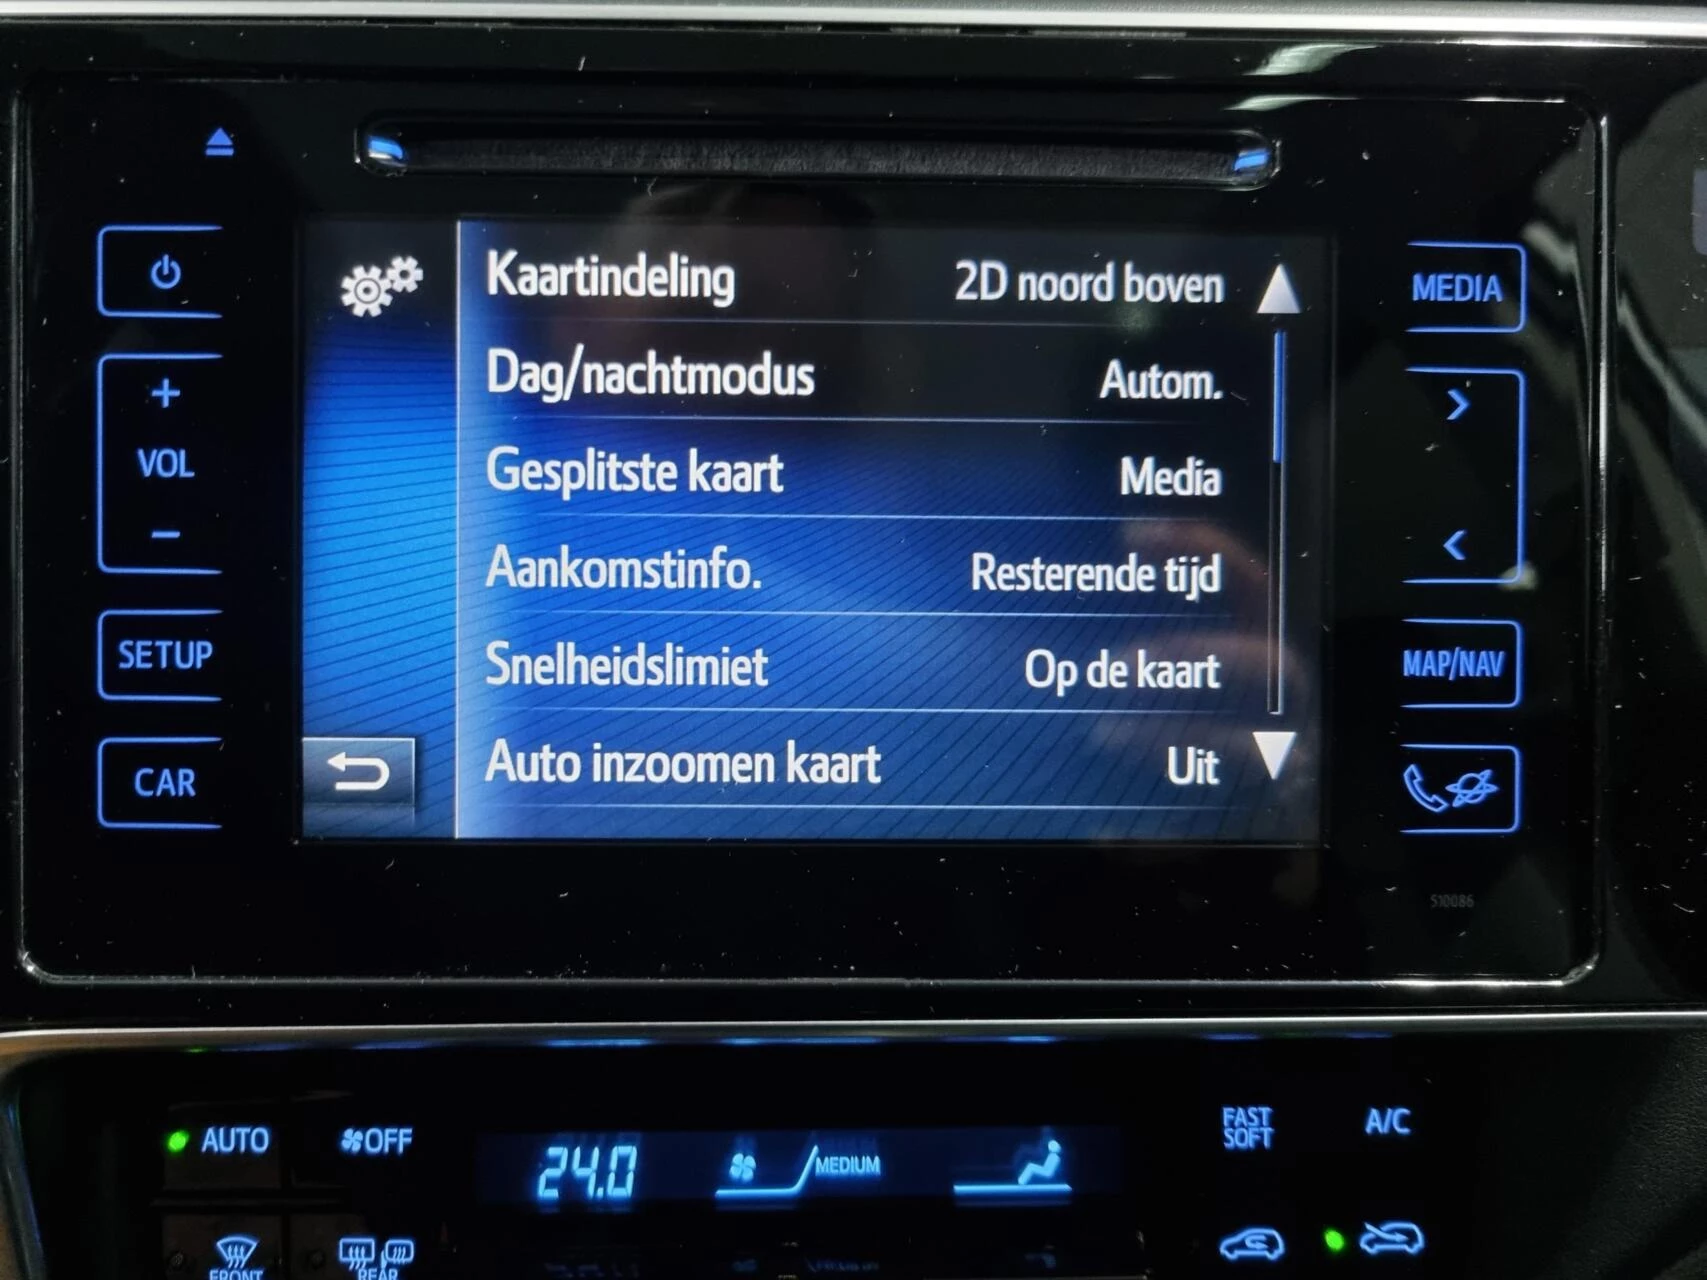 Kaartindeling 2D noord boven
Dag/nachtmodus Autom.
Gesplitste kaart Media
Aankomstinfo. Resterende tijd
Snelheidslimiet Op de kaart
Auto inzoomen kaart Uit
+
VOL
−
SETUP
CAR
MEDIA
>
<
MAP/NAV
510086
AUTO
OFF
24.0
MEDIUM
FAST
SOFT
A/C
FRONT
REAR